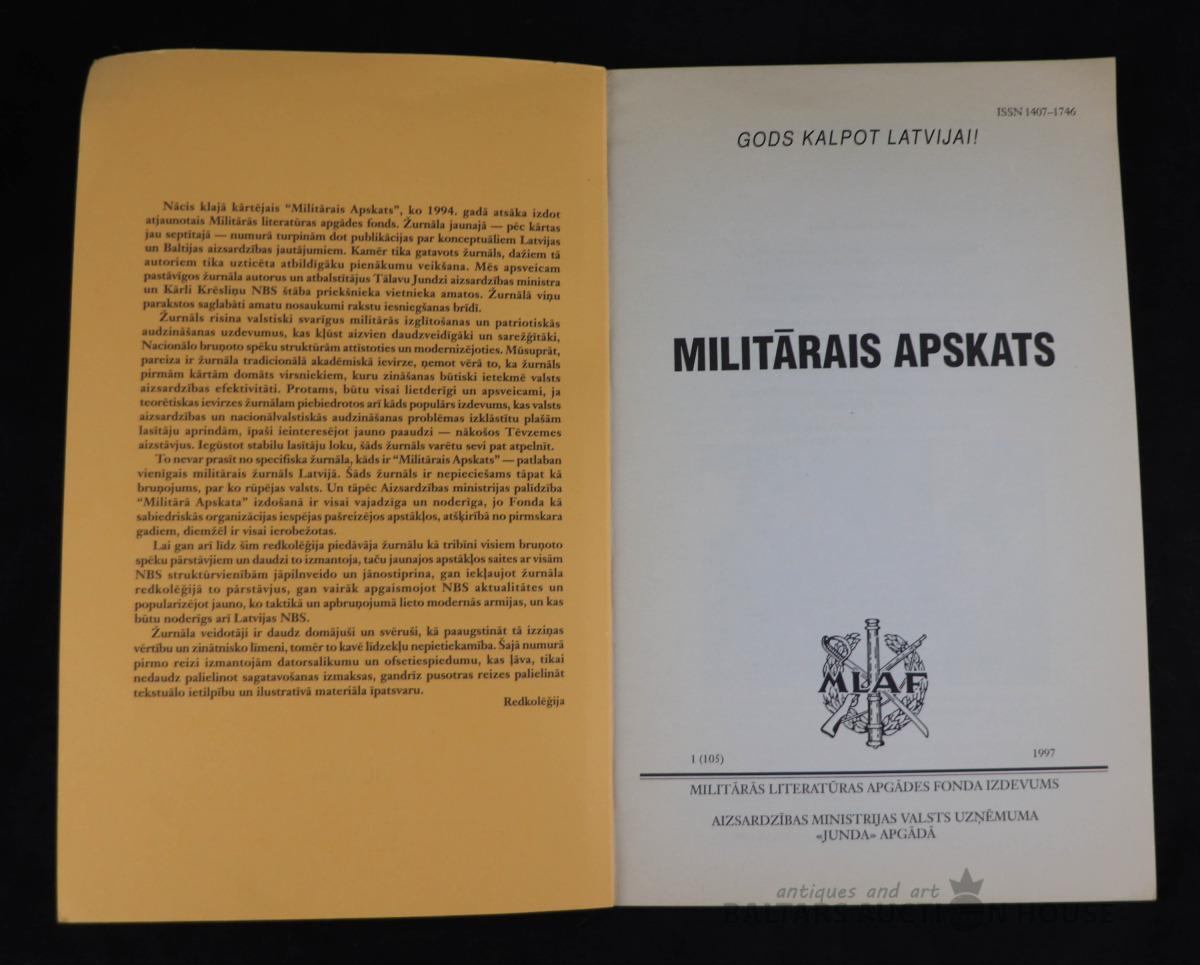 Nācis klajā kārtējais “Militārais Apskats”, ko 1994. gadā atsāka izdot
atjaunotais Militārās literatūras apgādes fonds. Žurnāla jaunajā — pēc kārtas
jau septītajā — numurā turpinām dot publikācijas par konceptuāliem Latvijas
un Baltijas aizsardzības jautājumiem. Kamēr tika gatavots žurnāls, dažiem tā
autoriem tika uzticēta atbildīgāku pienākumu veikšana. Mēs apsveicam
pastāvīgos žurnāla autorus un atbalstītājus Tālavu Jundzi aizsardzības ministra
un Kārli Krēsliņu NBS štāba priekšnieka vietnieka amatos. Žurnālā viņu
parakstos saglabāti amatu nosaukumi rakstu iesniegšanas brīdī.
Žurnāls risina valstiski svarīgus militārās izglītošanas un patriotiskās
audzināšanas uzdevumus, kas kļūst aizvien daudzveidīgāki un sarežģītāki,
Nacionālo bruņoto spēku struktūrām attīstoties un modernizējoties. Mūsuprāt,
pareiza ir žurnāla tradicionālā akadēmiskā ievirze, ņemot vērā to, ka žurnāls
pirmām kārtām domāts virsniekiem, kuru zināšanas būtiski ietekmē valsts
aizsardzības efektivitāti. Protams, būtu visai lietderīgi un apsveicami, ja
teorētiskas ievirzes žurnālam piebiedrotos arī kāds populārs izdevums, kas valsts
aizsardzības un nacionālvalstiskās audzināšanas problēmas izklāstītu plašām
lasītāju aprindām, īpaši ieinteresējot jauno paaudzi — nākošos Tēvzemes
aizstāvjus. Iegūstot stabilu lasītāju loku, šāds žurnāls varētu sevi pat atpelnīt.
To nevar prasīt no specifiska žurnāla, kāds ir “Militārais Apskats” — patlaban
vienīgais militārais žurnāls Latvijā. Šāds žurnāls ir nepieciešams tāpat kā
bruņojums, par ko rūpējas valsts. Un tāpēc Aizsardzības ministrijas palīdzība
“Militārā Apskata” izdošanā ir visai vajadzīga un noderīga, jo Fonda kā
sabiedriskās organizācijas iespējas pašreizējos apstākļos, atšķirībā no pirmskara
gadiem, diemžēl ir visai ierobežotas.
Lai gan arī līdz šim redkolēģija piedāvāja žurnālu kā tribīni visiem bruņoto
spēku pārstāvjiem un daudzi to izmantoja, taču jaunajos apstākļos saites ar visām
NBS struktūrvienībām jāpilnveido un jānostiprina, gan iekļaujot žurnāla
redkolēģijā to pārstāvjus, gan vairāk apgaismojot NBS aktualitātes un
popularizējot jauno, ko taktikā un apbruņojumā lieto modernās armijas, un kas
būtu noderīgs arī Latvijas NBS.
Žurnāla veidotāji ir daudz domājuši un svēruši, kā paaugstināt tā izziņas
vērtību un zinātnisko līmeni, tomēr to kavē līdzekļu nepietiekamība. Šajā numurā
pirmo reizi izmantojām datorsalikumu un ofsetiespiedumu, kas ļāva, tikai
nedaudz palielinot sagatavošanas izmaksas, gandrīz pusotras reizes palielināt
tekstuālo ietilpību un ilustratīvā materiāla īpatsvaru.
Redkolēģija
ISSN 1407–1746
GODS KALPOT LATVIJAI!
MILITĀRAIS APSKATS
MLAF
1 (105) 1997
MILITĀRĀS LITERATŪRAS APGĀDES FONDA IZDEVUMS
AIZSARDZĪBAS MINISTRIJAS VALSTS UZŅĒMUMA
«JUNDA» APGĀDĀ
antiques and art
BALTARS AUCTION HOUSE